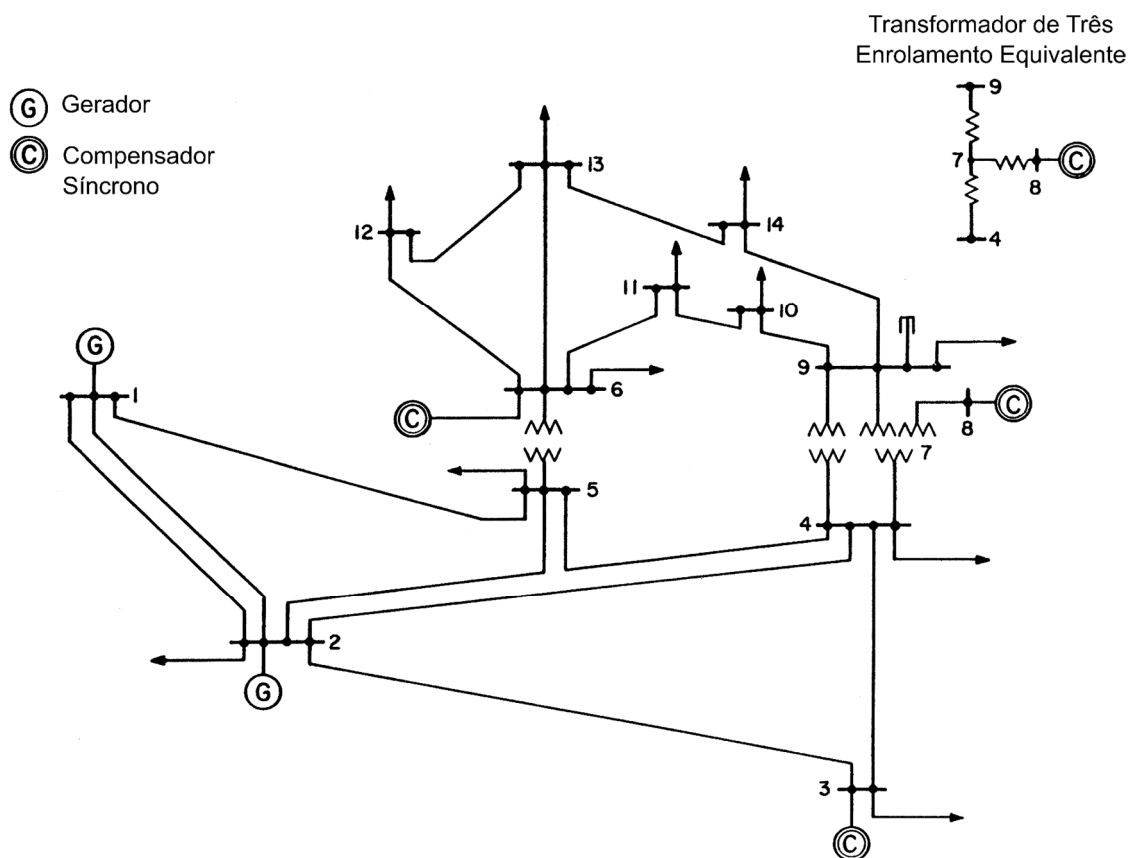 Transformador de Três
Enrolamento Equivalente
9
7
C
8
4
G Gerador
C Compensador
Síncrono
13
12
14
11
10
G
1
9
6
C
8
C
7
5
4
2
G
3
C